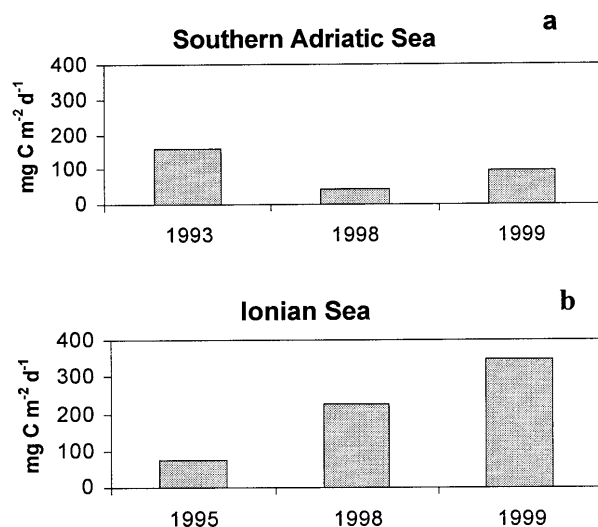 a
Southern Adriatic Sea
mg C m⁻² d⁻¹
400
300
200
100
0
1993 1998 1999
b
Ionian Sea
mg C m⁻² d⁻¹
400
300
200
100
0
1995 1998 1999